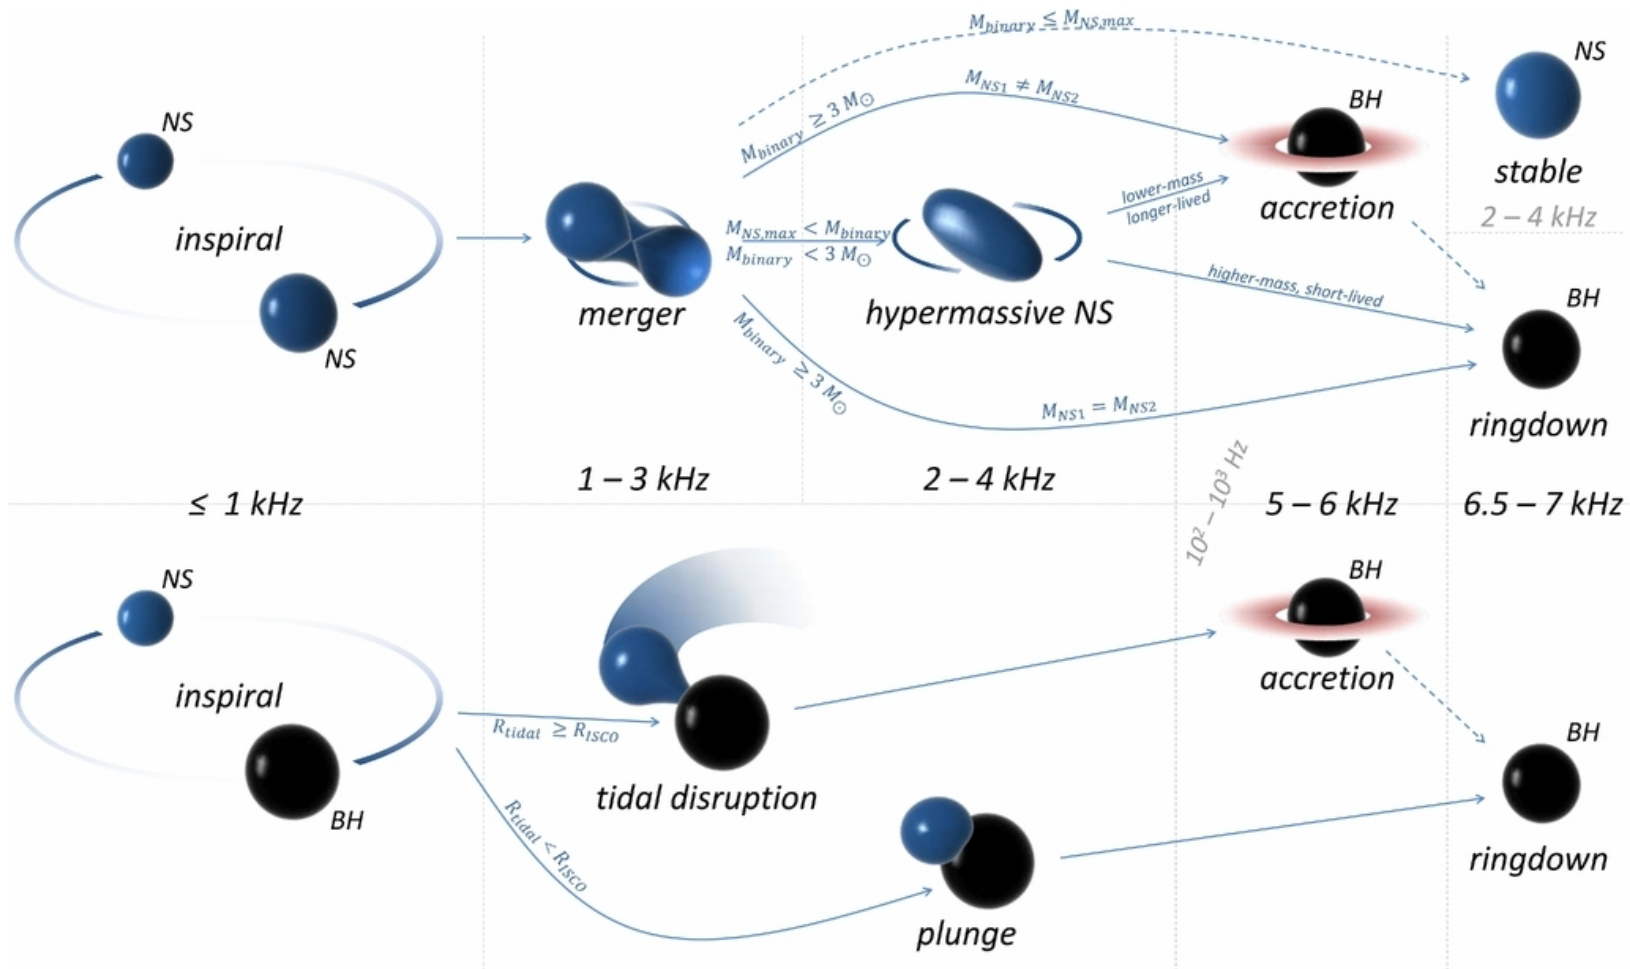 M_binary ≤ M_NS,max
NS
stable
2 – 4 kHz
NS
inspiral
NS
merger
M_binary ≥ 3 M_⊙
M_NS1 ≠ M_NS2
BH
accretion
M_NS,max < M_binary
M_binary < 3 M_⊙
hypermassive NS
lower-mass
longer-lived
higher-mass, short-lived
BH
ringdown
M_binary ≥ 3 M_⊙
M_NS1 = M_NS2
≤ 1 kHz
1 – 3 kHz
2 – 4 kHz
10² – 10³ Hz
5 – 6 kHz
6.5 – 7 kHz
NS
inspiral
BH
R_tidal ≥ R_ISCO
tidal disruption
R_tidal < R_ISCO
plunge
BH
accretion
BH
ringdown